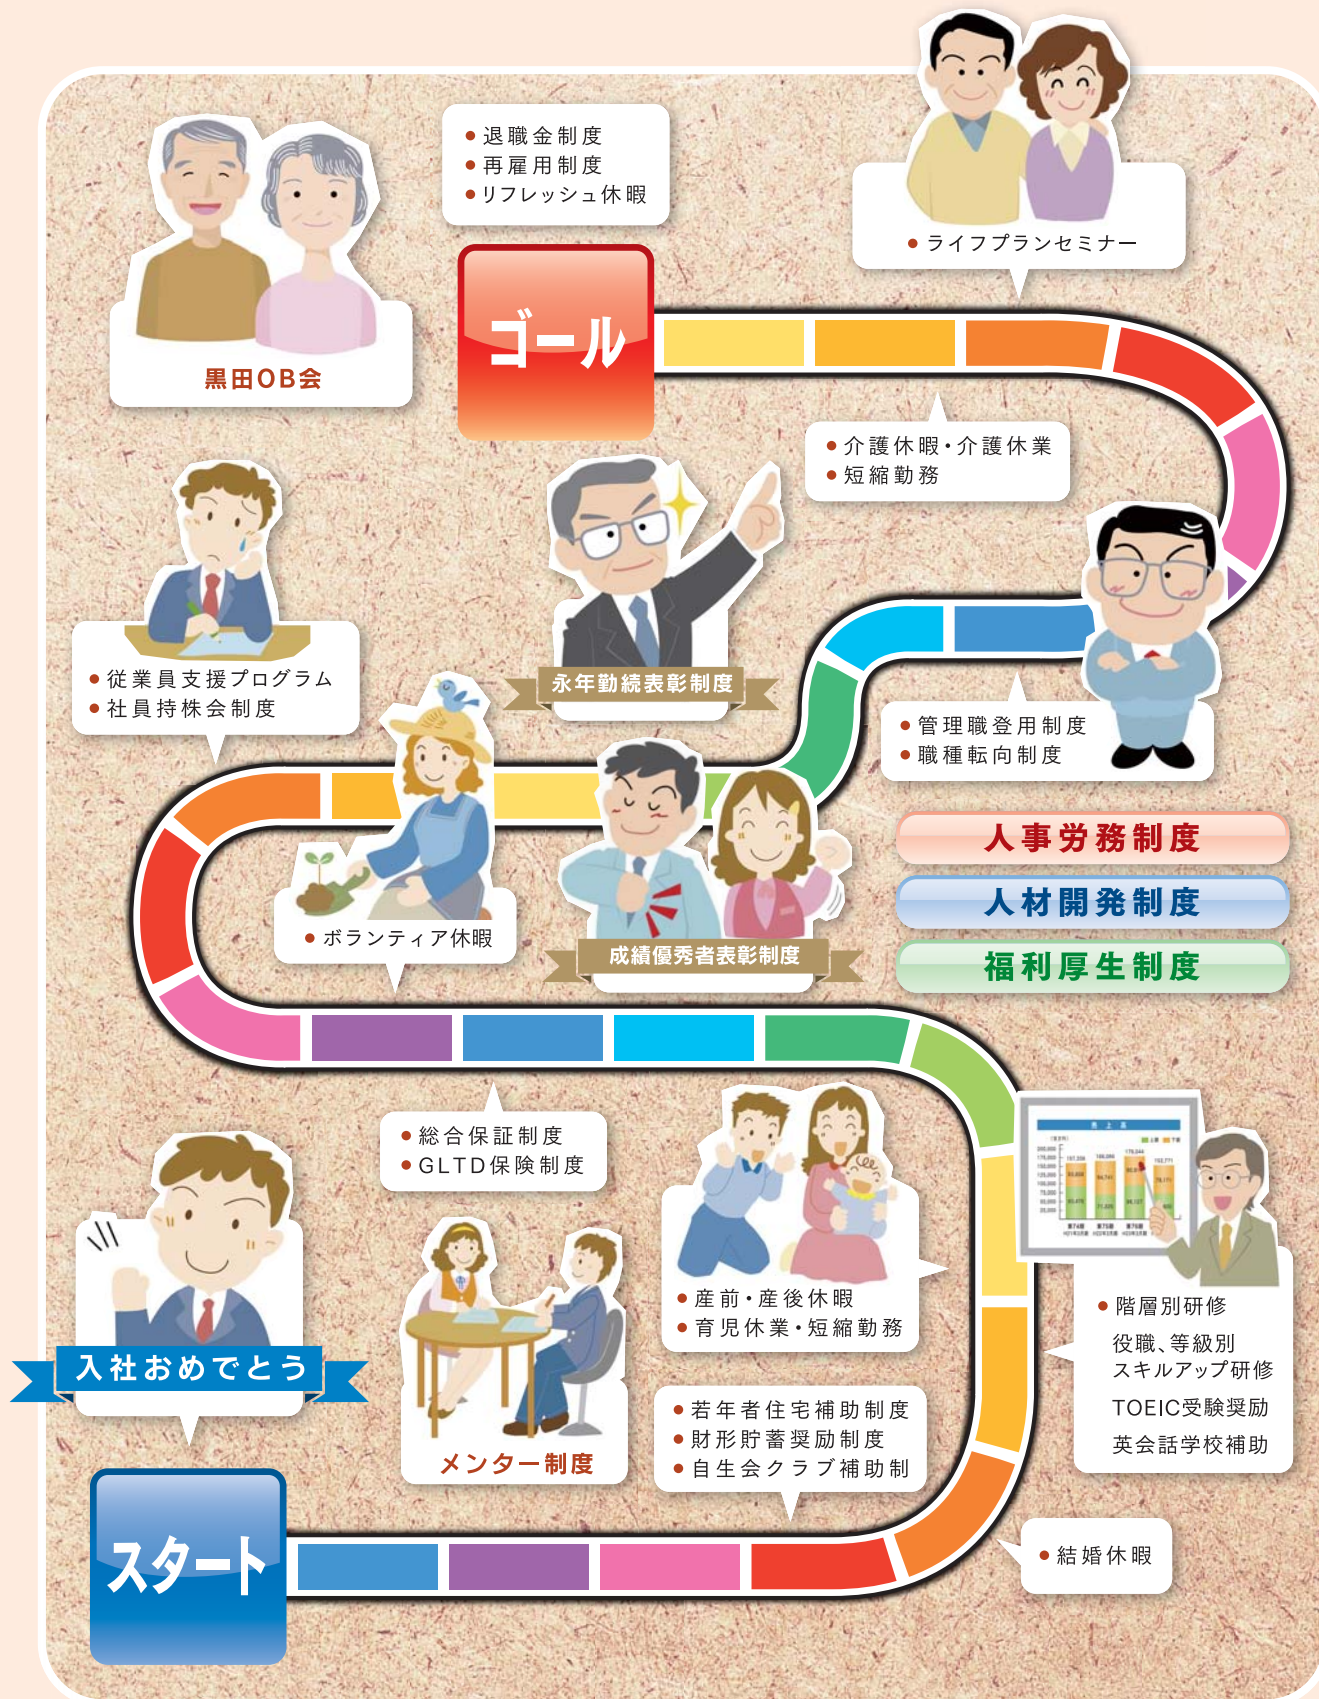 退職金制度
再雇用制度
リフレッシュ休暇
ライフプランセミナー
ゴール
黒田OB会
介護休暇・介護休業
短縮勤務
永年勤続表彰制度
従業員支援プログラム
社員持株会制度
管理職登用制度
職種転向制度
人事労務制度
人材開発制度
福利厚生制度
ボランティア休暇
成績優秀者表彰制度
総合保証制度
GLTD保険制度
売上高
産前・産後休暇
育児休業・短縮勤務
階層別研修
役職、等級別
スキルアップ研修
TOEIC受験奨励
英会話学校補助
入社おめでとう
メンター制度
若年者住宅補助制度
財形貯蓄奨励制度
自生会クラブ補助制
結婚休暇
スタート